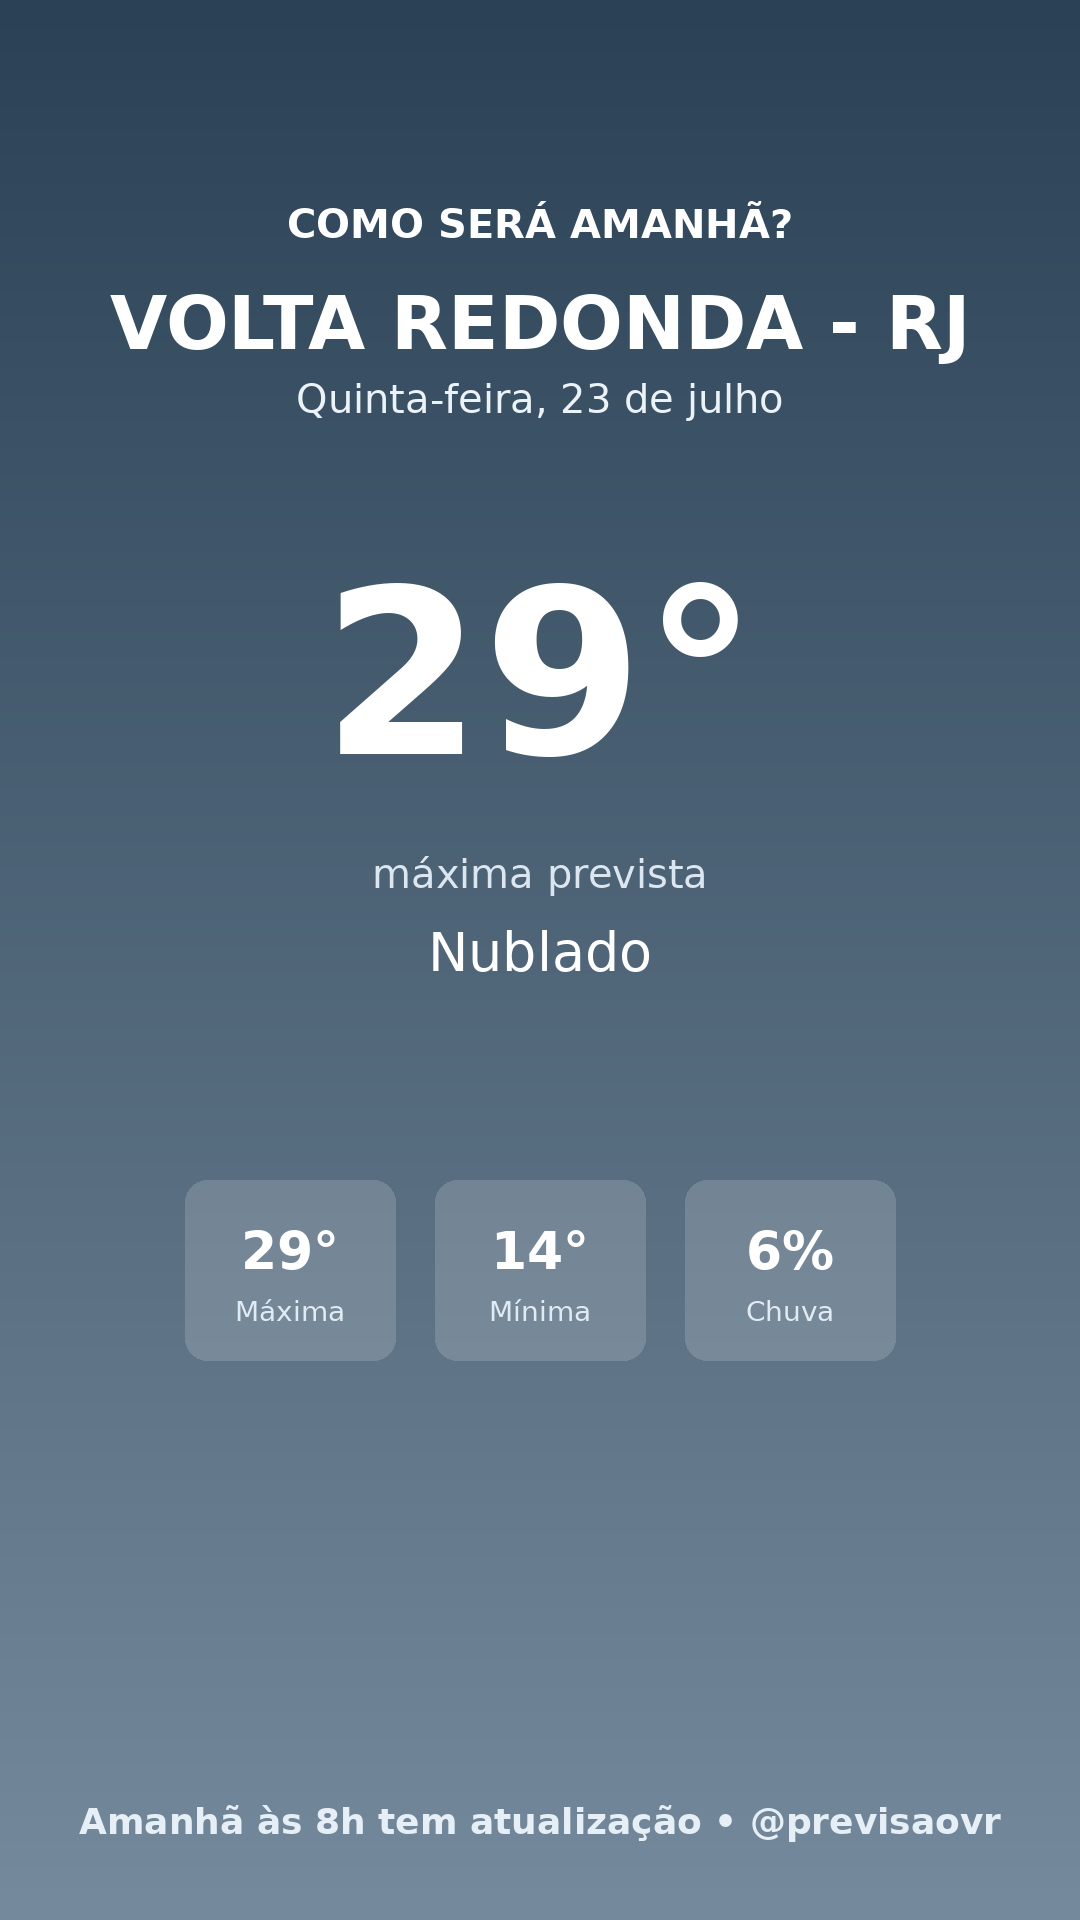 COMO SERÁ AMANHÃ?
VOLTA REDONDA - RJ
Quinta-feira, 23 de julho
29°
máxima prevista
Nublado
29° 14° 6%
Máxima Mínima Chuva
Amanhã às 8h tem atualização • @previsaovr